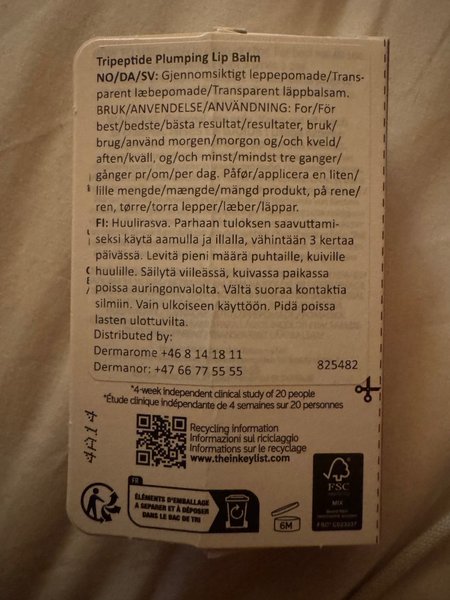 Tripeptide Plumping Lip Balm
NO/DA/SV: Gjennomsiktigt leppepomade/Trans-
parent læbepomade/Transparent läppbalsam.
BRUK/ANVENDELSE/ANVÄNDNING: For/För
best/bedste/bästa resultat/resultater, bruk/
brug/använd morgen/morgon og/och kveld/
aften/kväll, og/och minst/mindst tre ganger/
gånger pr/om/per dag. Påfør/applicera en liten/
lille mengde/mængde/mängd produkt, på rene/
ren, tørre/torra lepper/læber/läppar.
FI: Huulirasva. Parhaan tuloksen saavuttami-
seksi käytä aamulla ja illalla, vähintään 3 kertaa
päivässä. Levitä pieni määrä puhtaille, kuiville
huulille. Säilytä viileässä, kuivassa paikassa
poissa auringonvalolta. Vältä suoraa kontaktia
silmiin. Vain ulkoiseen käyttöön. Pidä poissa
lasten ulottuvilta.
Distributed by:
Dermarome +46 8 14 18 11
Dermanor: +47 66 77 55 55
825482
*4-week independent clinical study of 20 people
*Étude clinique indépendante de 4 semaines sur 20 personnes
4A14
Recycling Information
Informazioni sul riciclaggio
Informations sur le recyclage
www.theinkeylist.com
FR
ÉLÉMENTS D'EMBALLAGE
À SÉPARER ET À DÉPOSER
DANS LE BAC DE TRI
6M
FSC
MIX